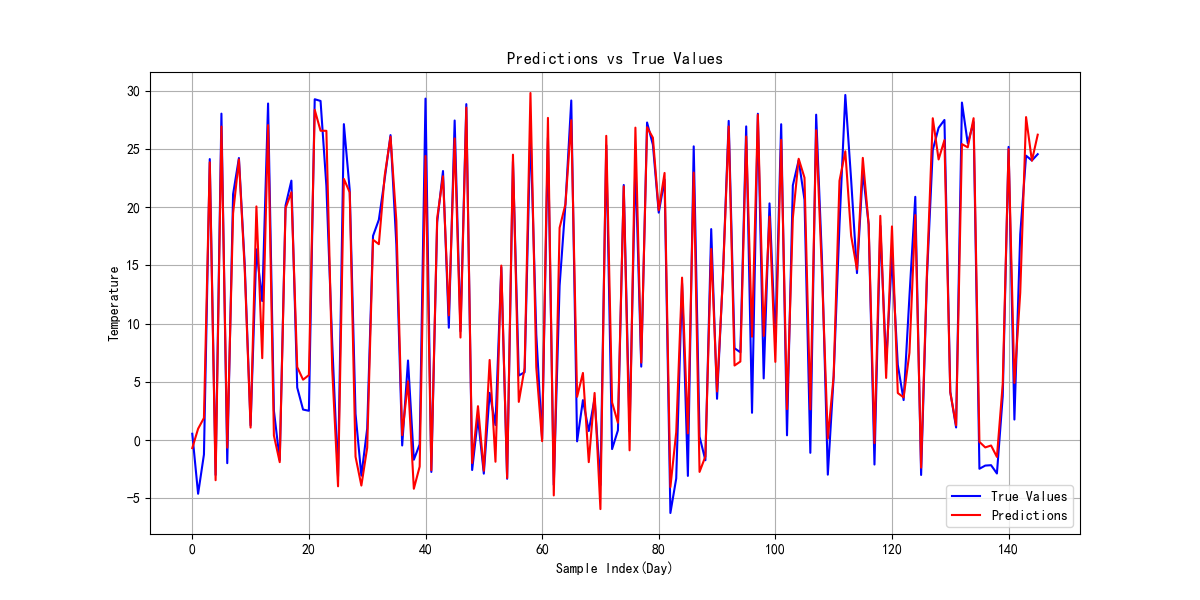 Predictions vs True Values
Temperature
30
25
20
15
10
5
0
−5
0 20 40 60 80 100 120 140
Sample Index(Day)
True Values
Predictions